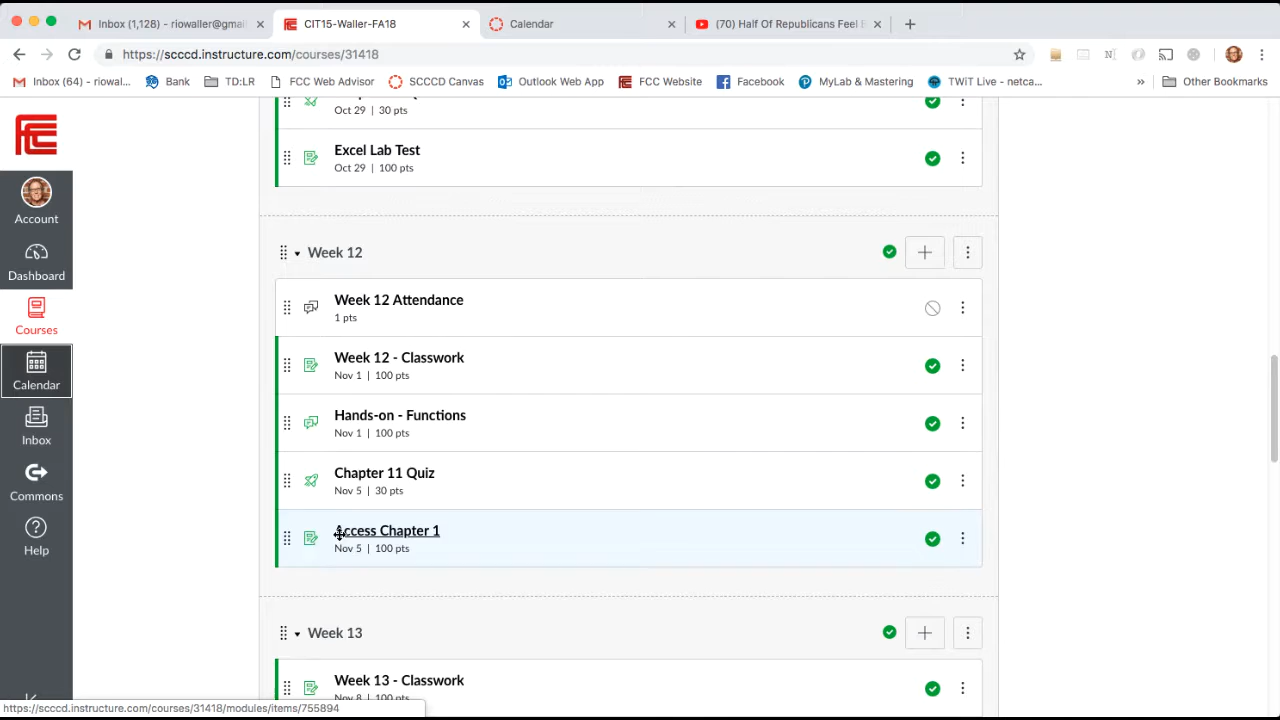 Inbox (1,128) - riowaller@gmai
CIT15-Waller-FA18
Calendar
(70) Half Of Republicans Feel
https://scccd.instructure.com/courses/31418
Inbox (64) - riowal...
Bank
TD:LR
FCC Web Advisor
SCCCD Canvas
Outlook Web App
FCC Website
Facebook
MyLab & Mastering
TWiT Live - netca...
»
Other Bookmarks
Oct 29 | 30 pts
Excel Lab Test
Oct 29 | 100 pts
Account
Dashboard
Courses
Calendar
Inbox
Commons
Help
Week 12
Week 12 Attendance
1 pts
Week 12 - Classwork
Nov 1 | 100 pts
Hands-on - Functions
Nov 1 | 100 pts
Chapter 11 Quiz
Nov 5 | 30 pts
Access Chapter 1
Nov 5 | 100 pts
Week 13
Week 13 - Classwork
Nov 8 | 100 pts
https://scccd.instructure.com/courses/31418/modules/items/755894